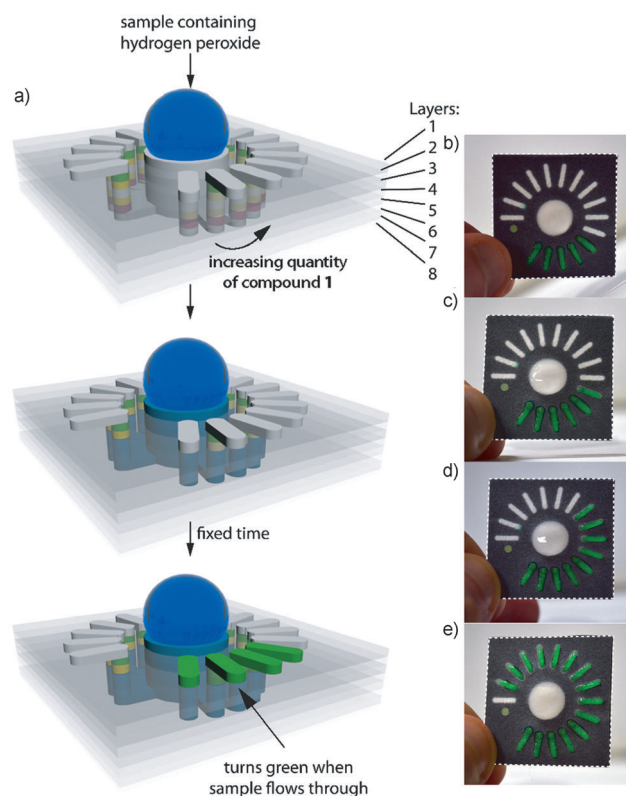 sample containing
hydrogen peroxide
a)
Layers:
1
2
3
4
5
6
7
8
increasing quantity
of compound 1
fixed time
turns green when
sample flows through
b)
c)
d)
e)